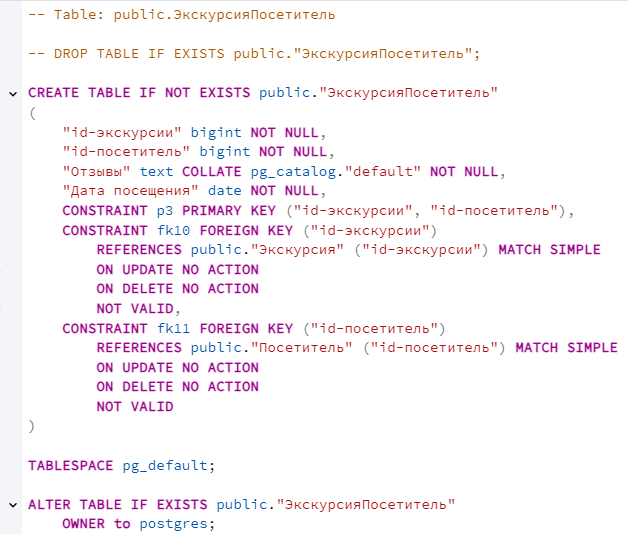 -- Table: public.ЭкскурсияПосетитель
-- DROP TABLE IF EXISTS public."ЭкскурсияПосетитель";
CREATE TABLE IF NOT EXISTS public."ЭкскурсияПосетитель"
(
"id-экскурсии" bigint NOT NULL,
"id-посетитель" bigint NOT NULL,
"Отзывы" text COLLATE pg_catalog."default" NOT NULL,
"Дата посещения" date NOT NULL,
CONSTRAINT p3 PRIMARY KEY ("id-экскурсии", "id-посетитель"),
CONSTRAINT fk10 FOREIGN KEY ("id-экскурсии")
REFERENCES public."Экскурсия" ("id-экскурсии") MATCH SIMPLE
ON UPDATE NO ACTION
ON DELETE NO ACTION
NOT VALID,
CONSTRAINT fk11 FOREIGN KEY ("id-посетитель")
REFERENCES public."Посетитель" ("id-посетитель") MATCH SIMPLE
ON UPDATE NO ACTION
ON DELETE NO ACTION
NOT VALID
)
TABLESPACE pg_default;
ALTER TABLE IF EXISTS public."ЭкскурсияПосетитель"
OWNER to postgres;